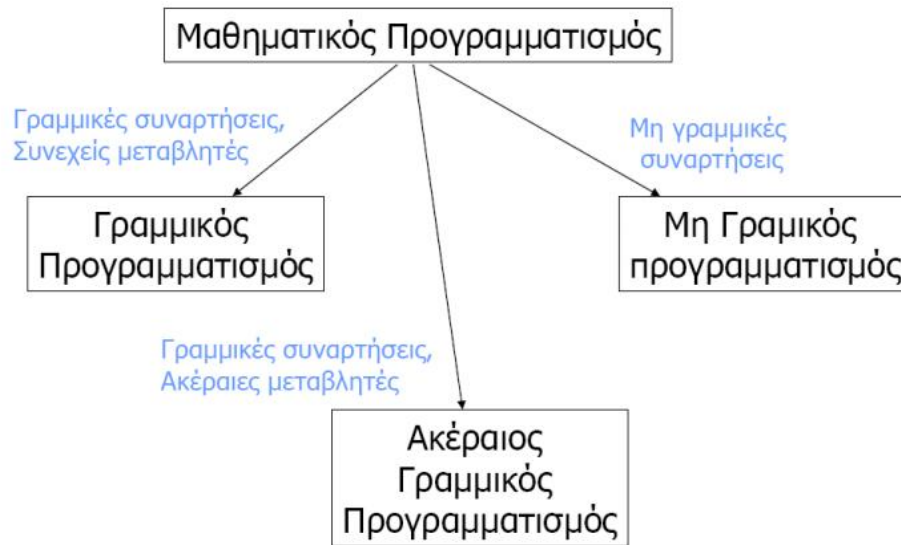 Μαθηματικός Προγραμματισμός
Γραμμικές συναρτήσεις,
Συνεχείς μεταβλητές
Μη γραμμικές
συναρτήσεις
Γραμμικός
Προγραμματισμός
Μη Γραμικός
προγραμματισμός
Γραμμικές συναρτήσεις,
Ακέραιες μεταβλητές
Ακέραιος
Γραμμικός
Προγραμματισμός